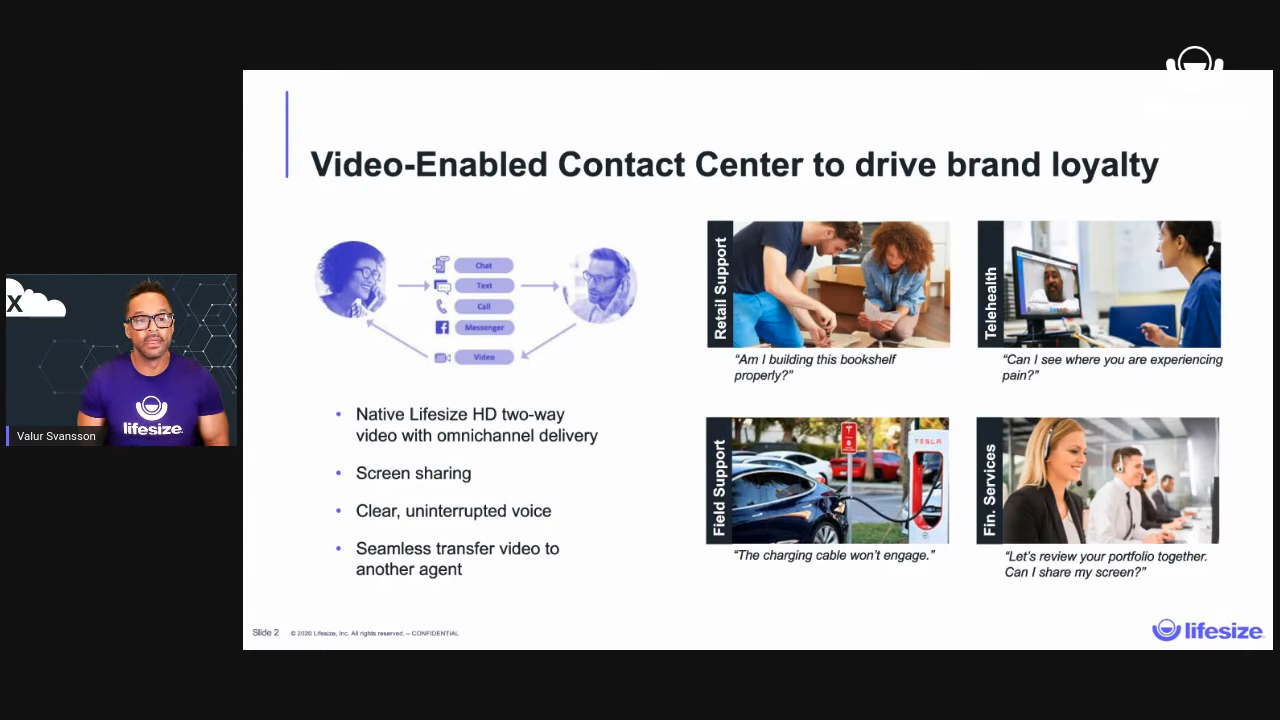 Video-Enabled Contact Center to drive brand loyalty
Chat
Text
Call
Messenger
Video
Native Lifesize HD two-way
video with omnichannel delivery
Screen sharing
Clear, uninterrupted voice
Seamless transfer video to
another agent
Retail Support
“Am I building this bookshelf
properly?”
Telehealth
“Can I see where you are experiencing
pain?”
Field Support
TESLA
“The charging cable won’t engage.”
Fin. Services
“Let’s review your portfolio together.
Can I share my screen?”
x
lifesize
Valur Svansson
Slide 2 © 2020 Lifesize, Inc. All rights reserved. – CONFIDENTIAL
lifesize